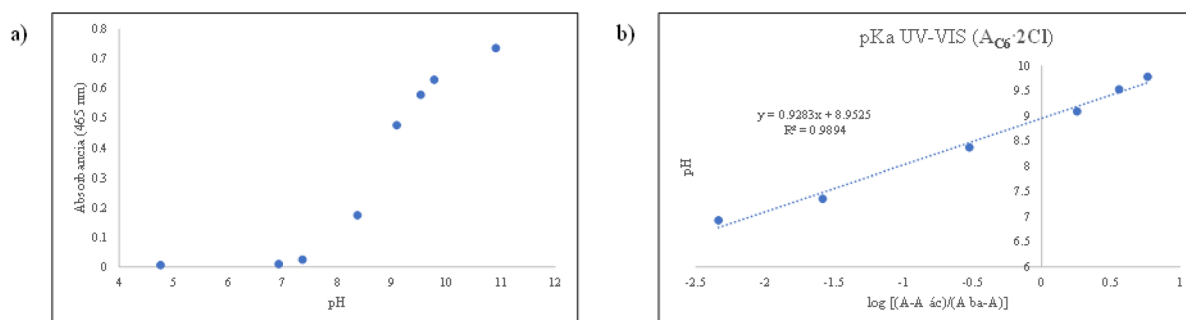 a)
0.8
0.7
0.6
0.5
0.4
0.3
0.2
0.1
0
Absorbancia (465 nm)
4 5 6 7 8 9 10 11 12
pH
b)
pKa UV-VIS (A_C6·2Cl)
10
9.5
9
8.5
8
7.5
7
6.5
6
y = 0.9283x + 8.9525
R² = 0.9894
pH
-2.5 -2 -1.5 -1 -0.5 0 0.5 1
log [(A-A ác)/(A ba-A)]